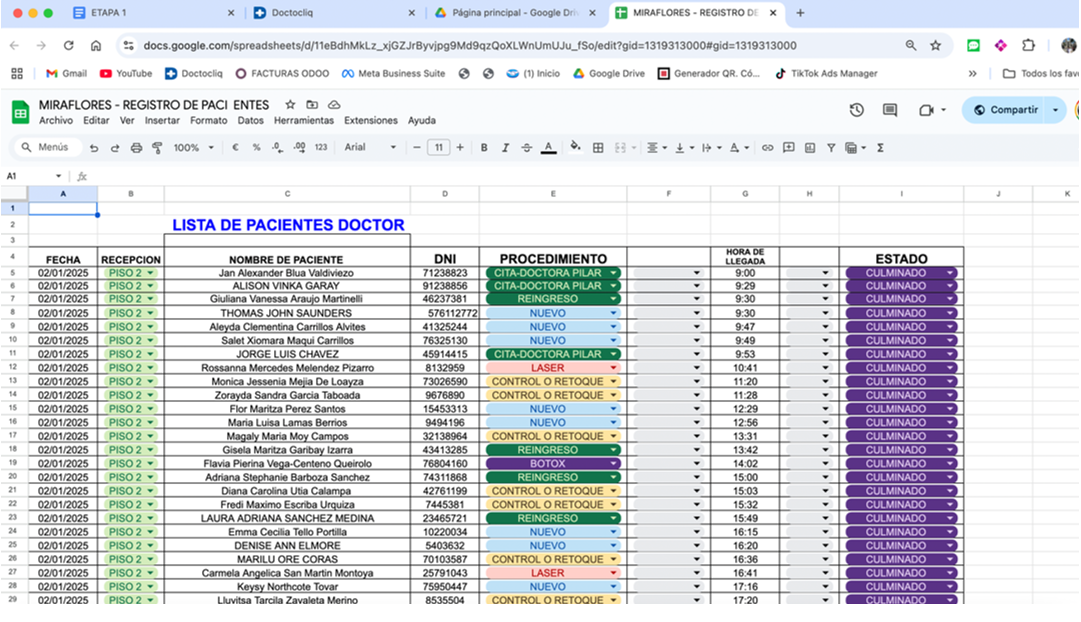 ETAPA 1
Doctocliq
Página principal - Google Driv
MIRAFLORES - REGISTRO DE
docs.google.com/spreadsheets/d/11eBdhMkLz_xjGZJrByvjpg9Md9qzQoXLWnUmUJu_fSo/edit?gid=1319313000#gid=1319313000
Gmail YouTube Doctocliq FACTURAS ODOO Meta Business Suite (1) Inicio Google Drive Generador QR. Có... TikTok Ads Manager » Todos los fav
MIRAFLORES - REGISTRO DE PACI ENTES
Archivo Editar Ver Insertar Formato Datos Herramientas Extensiones Ayuda
Compartir
Menús 100% € % .0 .00 123 Arial 11 B I A Σ
A1 fx
A B C D E F G H I J K
1
2 LISTA DE PACIENTES DOCTOR
3
4 FECHA RECEPCION NOMBRE DE PACIENTE DNI PROCEDIMIENTO HORA DE LLEGADA ESTADO
5 02/01/2025 PISO 2 Jan Alexander Blua Valdiviezo 71238823 CITA-DOCTORA PILAR 9:00 CULMINADO
6 02/01/2025 PISO 2 ALISON VINKA GARAY 91238856 CITA-DOCTORA PILAR 9:29 CULMINADO
7 02/01/2025 PISO 2 Giuliana Vanessa Araujo Martinelli 46237381 REINGRESO 9:30 CULMINADO
8 02/01/2025 PISO 2 THOMAS JOHN SAUNDERS 576112772 NUEVO 9:30 CULMINADO
9 02/01/2025 PISO 2 Aleyda Clementina Carrillos Alvites 41325244 NUEVO 9:47 CULMINADO
10 02/01/2025 PISO 2 Salet Xiomara Maqui Carrillos 76325130 NUEVO 9:49 CULMINADO
11 02/01/2025 PISO 2 JORGE LUIS CHAVEZ 45914415 CITA-DOCTORA PILAR 9:53 CULMINADO
12 02/01/2025 PISO 2 Rossanna Mercedes Melendez Pizarro 8132959 LASER 10:41 CULMINADO
13 02/01/2025 PISO 2 Monica Jessenia Mejia De Loayza 73026590 CONTROL O RETOQUE 11:20 CULMINADO
14 02/01/2025 PISO 2 Zorayda Sandra Garcia Taboada 9676890 CONTROL O RETOQUE 11:28 CULMINADO
15 02/01/2025 PISO 2 Flor Maritza Perez Santos 15453313 NUEVO 12:29 CULMINADO
16 02/01/2025 PISO 2 Maria Luisa Lamas Berrios 9494196 NUEVO 12:56 CULMINADO
17 02/01/2025 PISO 2 Magaly Maria Moy Campos 32138964 CONTROL O RETOQUE 13:31 CULMINADO
18 02/01/2025 PISO 2 Gisela Maritza Garibay Izarra 43413285 REINGRESO 13:42 CULMINADO
19 02/01/2025 PISO 2 Flavia Pierina Vega-Centeno Queirolo 76804160 BOTOX 14:02 CULMINADO
20 02/01/2025 PISO 2 Adriana Stephanie Barboza Sanchez 74311868 REINGRESO 15:00 CULMINADO
21 02/01/2025 PISO 2 Diana Carolina Utia Calampa 42761199 CONTROL O RETOQUE 15:03 CULMINADO
22 02/01/2025 PISO 2 Fredi Maximo Escriba Urquiza 7445381 CONTROL O RETOQUE 15:32 CULMINADO
23 02/01/2025 PISO 2 LAURA ADRIANA SANCHEZ MEDINA 23465721 REINGRESO 15:49 CULMINADO
24 02/01/2025 PISO 2 Emma Cecilia Tello Portilla 10220034 NUEVO 16:15 CULMINADO
25 02/01/2025 PISO 2 DENISE ANN ELMORE 5403632 NUEVO 16:20 CULMINADO
26 02/01/2025 PISO 2 MARILU ORE CORAS 70103587 CONTROL O RETOQUE 16:36 CULMINADO
27 02/01/2025 PISO 2 Carmela Angelica San Martin Montoya 25791043 LASER 16:41 CULMINADO
28 02/01/2025 PISO 2 Keysy Northcote Tovar 75950447 NUEVO 17:16 CULMINADO
29 02/01/2025 PISO 2 Lluvitsa Tarcila Zavaleta Merino 8535504 CONTROL O RETOQUE 17:20 CULMINADO